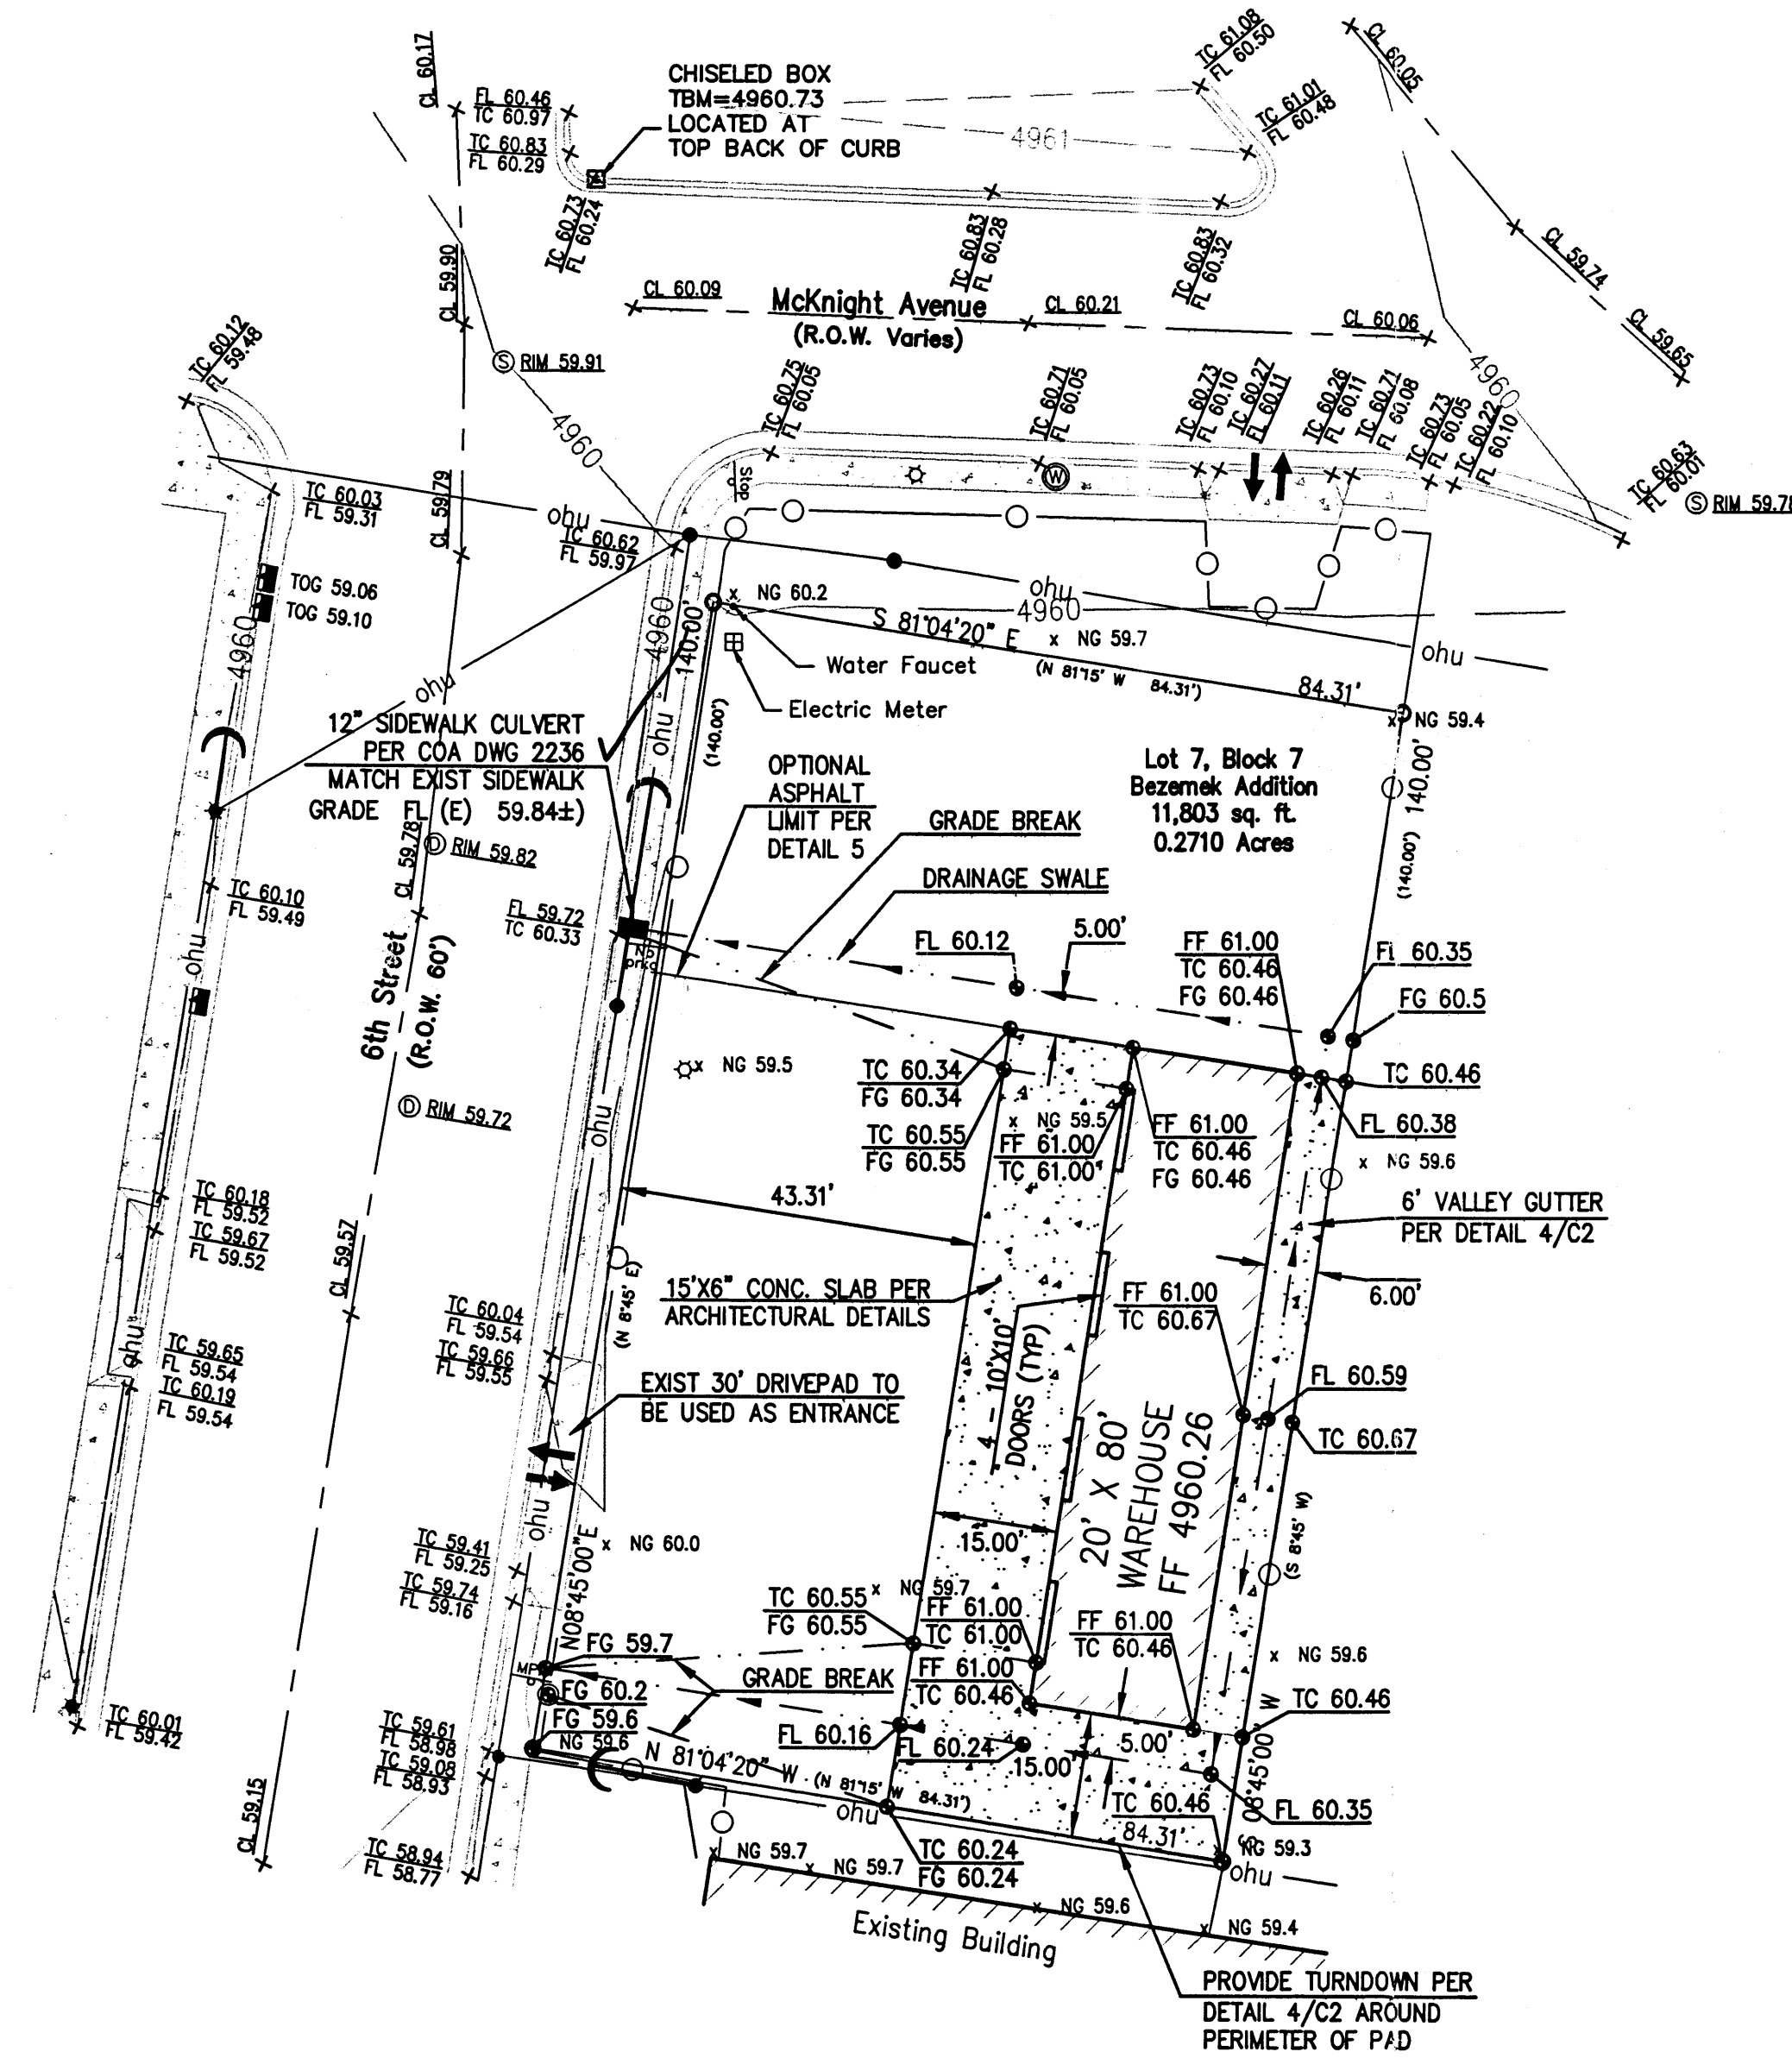 CL 60.17
FL 60.46
TC 60.97
TC 60.83
FL 60.29
CHISELED BOX
TBM=4960.73
LOCATED AT
TOP BACK OF CURB
4961
TC 61.08
FL 60.50
TC 61.01
FL 60.48
CL 60.05
TC 60.73
FL 60.24
TC 60.83
FL 60.28
TC 60.83
FL 60.32
CL 59.74
CL 59.65
CL 59.90
CL 60.09
McKnight Avenue
(R.O.W. Varies)
CL 60.21
CL 60.06
TC 60.12
FL 59.48
S RIM 59.91
4960
TC 60.75
FL 60.05
TC 60.71
FL 60.05
TC 60.73
FL 60.10
TC 60.27
FL 60.11
TC 60.26
FL 60.11
TC 60.71
FL 60.08
TC 60.73
FL 60.05
TC 60.22
FL 60.10
4960
TC 60.63
FL 60.01
S RIM 59.78
Stop
W
TC 60.03
FL 59.31
CL 59.79
ohu
TC 60.62
FL 59.97
TOG 59.06
TOG 59.10
4960
4960
140.00'
NG 60.2
ohu
4960
S 81°04'20" E
x NG 59.7
(N 81°15' W 84.31')
84.31'
ohu
NG 59.4
Water Faucet
Electric Meter
ohu
ohu
(140.00')
12" SIDEWALK CULVERT
PER COA DWG 2236
MATCH EXIST SIDEWALK
GRADE FL (E) 59.84±)
OPTIONAL
ASPHALT
LIMIT PER
DETAIL 5
GRADE BREAK
DRAINAGE SWALE
Lot 7, Block 7
Bezemek Addition
11,803 sq. ft.
0.2710 Acres
140.00'
(140.00')
CL 59.78
D RIM 59.82
TC 60.10
FL 59.49
FL 59.72
TC 60.33
No
prkg
6th Street
(R.O.W. 60')
ohu
FL 60.12
5.00'
FF 61.00
TC 60.46
FG 60.46
FL 60.35
FG 60.5
D RIM 59.72
ohu
x NG 59.5
TC 60.34
FG 60.34
TC 60.55
FG 60.55
x NG 59.5
FF 61.00
TC 61.00
FF 61.00
TC 60.46
FG 60.46
TC 60.46
FL 60.38
x NG 59.6
6' VALLEY GUTTER
PER DETAIL 4/C2
43.31'
TC 60.18
FL 59.52
TC 59.67
FL 59.52
CL 59.57
(N 8°45' E)
15'X6" CONC. SLAB PER
ARCHITECTURAL DETAILS
4 - 10'X10'
DOORS (TYP)
FF 61.00
TC 60.67
6.00'
TC 60.04
FL 59.54
TC 59.66
FL 59.55
ohu
TC 59.65
FL 59.54
TC 60.19
FL 59.54
EXIST 30' DRIVEPAD TO
BE USED AS ENTRANCE
FL 60.59
TC 60.67
20' X 80'
WAREHOUSE
FF 4960.26
15.00'
ohu
N08°45'00"E
x NG 60.0
(S 8°45' W)
TC 59.41
FL 59.25
TC 59.74
FL 59.16
TC 60.55
FG 60.55
x NG 59.7
FF 61.00
TC 61.00
FF 61.00
TC 60.46
x NG 59.6
FG 59.7
MP
GRADE BREAK
FF 61.00
TC 60.46
TC 60.46
FG 60.2
FG 59.6
NG 59.6
TC 60.01
FL 59.42
TC 59.61
FL 58.98
TC 59.08
FL 58.93
FL 60.16
FL 60.24
15.00'
5.00'
N 81°04'20" W
(N 81°15' W 84.31')
ohu
S 08°45'00" W
TC 60.46
84.31'
FL 60.35
NG 59.3
ohu
CL 59.15
TC 58.94
FL 58.77
NG 59.7
x NG 59.7
TC 60.24
FG 60.24
x NG 59.6
x NG 59.4
Existing Building
PROVIDE TURNDOWN PER
DETAIL 4/C2 AROUND
PERIMETER OF PAD